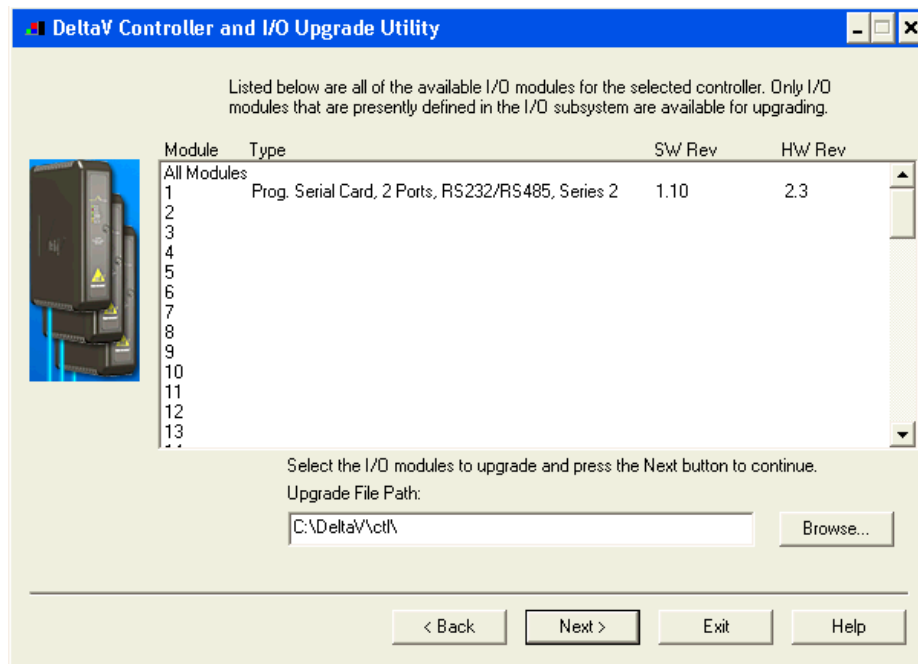 DeltaV Controller and I/O Upgrade Utility
Listed below are all of the available I/O modules for the selected controller. Only I/O
modules that are presently defined in the I/O subsystem are available for upgrading.
Module Type SW Rev HW Rev
All Modules
1 Prog. Serial Card, 2 Ports, RS232/RS485, Series 2 1.10 2.3
2
3
4
5
6
7
8
9
10
11
12
13
Select the I/O modules to upgrade and press the Next button to continue.
Upgrade File Path:
C:\DeltaV\ctl\ Browse...
< Back Next > Exit Help